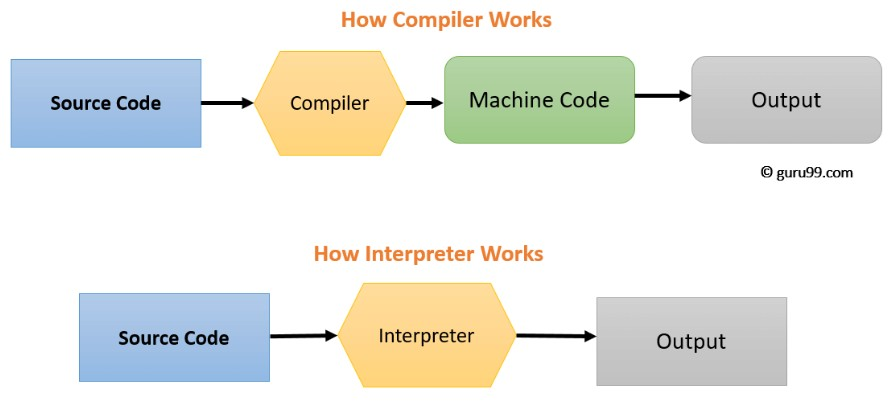 How Compiler Works
Source Code
Compiler
Machine Code
Output
© guru99.com
How Interpreter Works
Source Code
Interpreter
Output